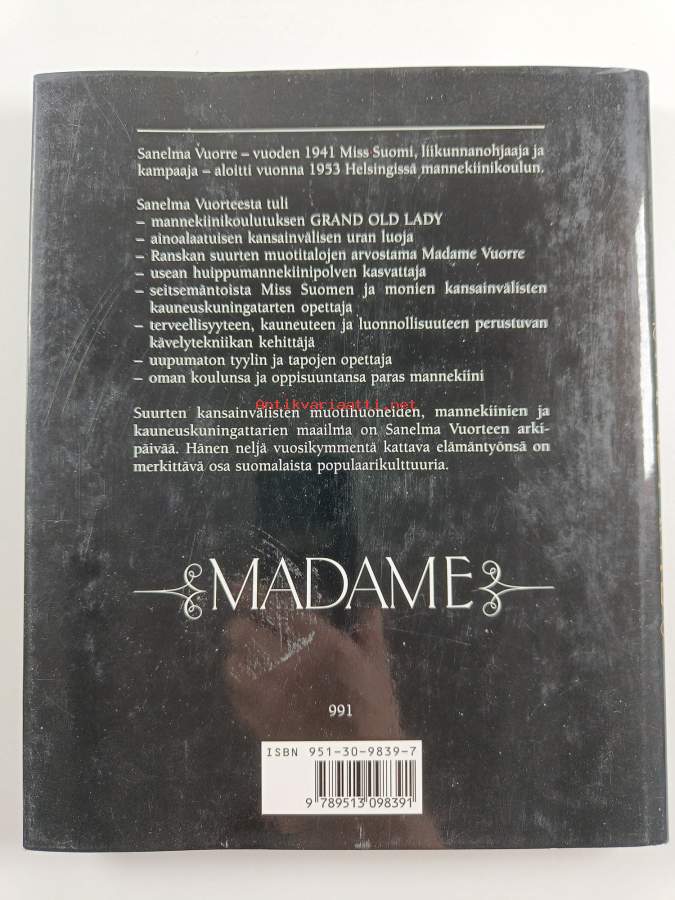 Sanelma Vuorre – vuoden 1941 Miss Suomi, liikunnanohjaaja ja
kampaaja – aloitti vuonna 1953 Helsingissä mannekiinikoulun.
Sanelma Vuorteesta tuli
– mannekiinikoulutuksen GRAND OLD LADY
– ainoalaatuisen kansainvälisen uran luoja
– Ranskan suurten muotitalojen arvostama Madame Vuorre
– usean huippumannekiinipolven kasvattaja
– seitsemäntoista Miss Suomen ja monien kansainvälisten
kauneuskuningatarten opettaja
– terveellisyyteen, kauneuteen ja luonnollisuuteen perustuvan
kävelytekniikan kehittäjä
– uupumaton tyylin ja tapojen opettaja
– oman koulunsa ja oppisuuntansa paras mannekiini
Antikvariaatti.net
Suurten kansainvälisten muotihuoneiden, mannekiinien ja
kauneuskuningattarien maailma on Sanelma Vuorteen arki-
päivää. Hänen neljä vuosikymmentä kattava elämäntyönsä on
merkittävä osa suomalaista populaarikulttuuria.
MADAME
991
ISBN 951-30-9839-7
9 789513 098391